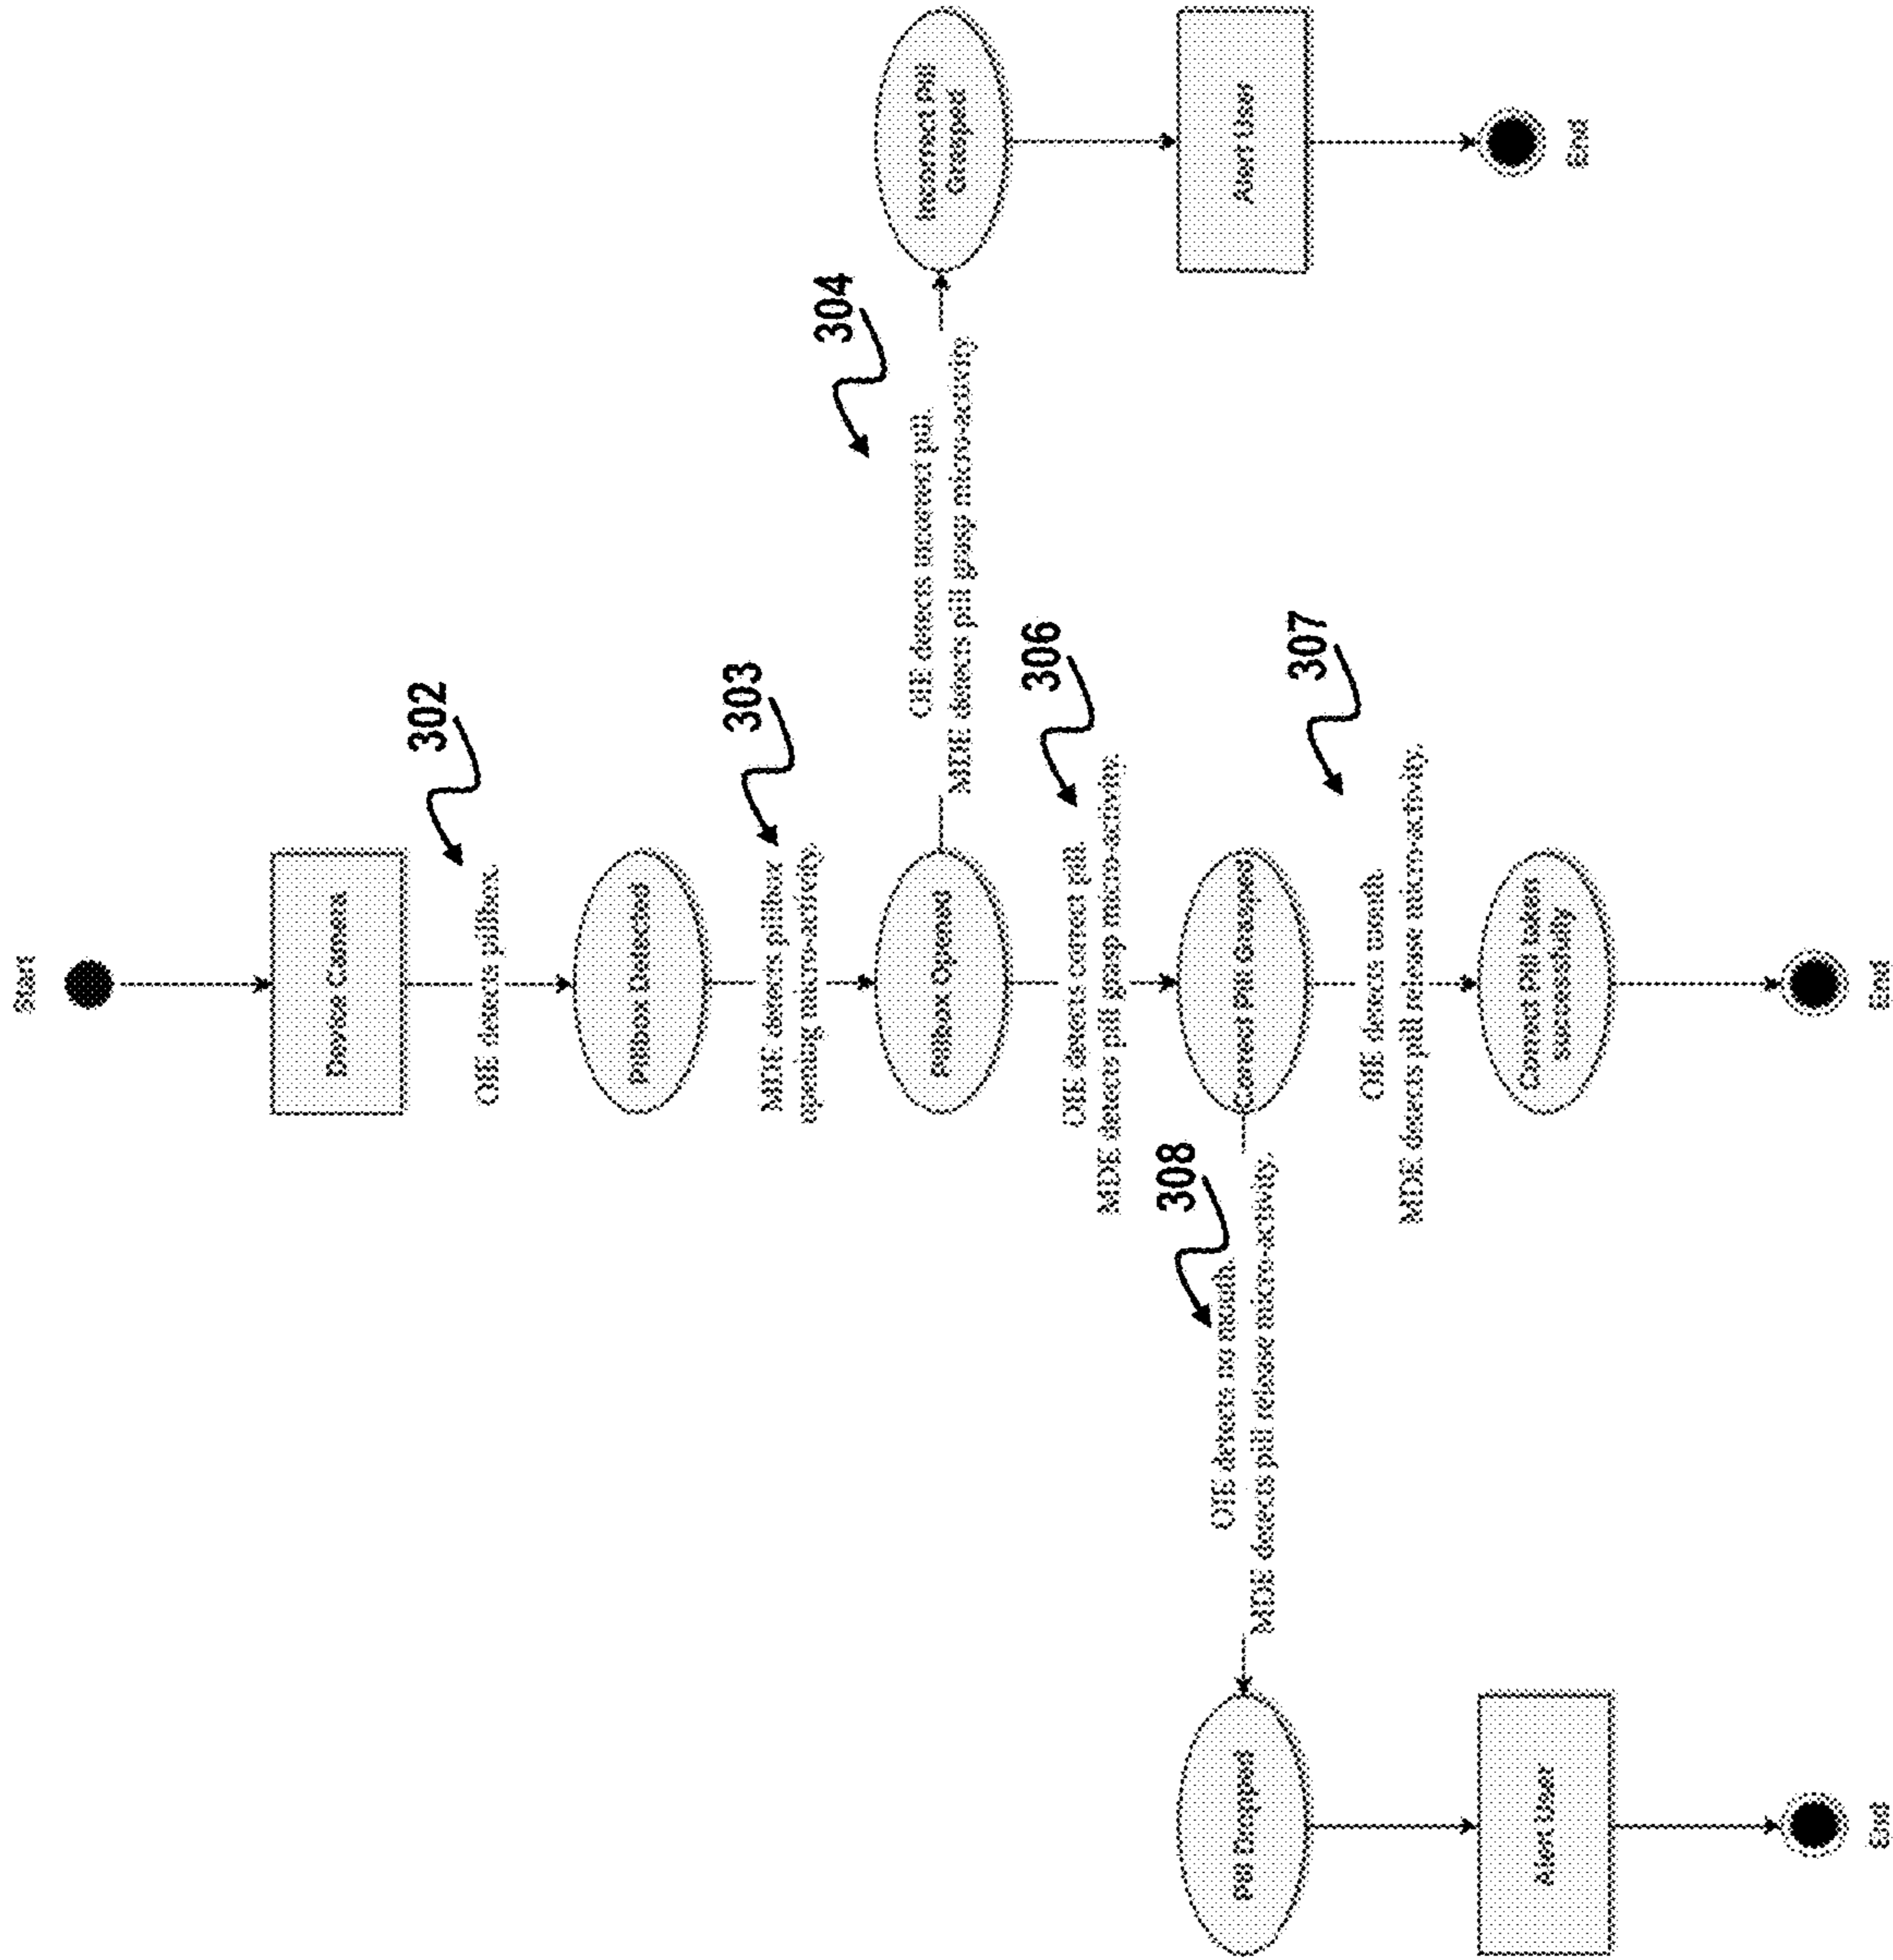 Start
Device Camera
302
OIE detects pillbox.
Pillbox Detected
303
MDE detects pillbox
opening micro-activity.
Pillbox Opened
304
OIE detects incorrect pill.
MDE detects pill grasp micro-activity.
Incorrect Pill
Grasped
Alert User
End
306
OIE detects correct pill.
MDE detects pill grasp micro-activity.
Correct Pill Grasped
308
OIE detects no mouth.
MDE detects pill release micro-activity.
Pill Dropped
Alert User
End
307
OIE detects mouth.
MDE detects pill release micro-activity.
Correct Pill taken
successfully
End